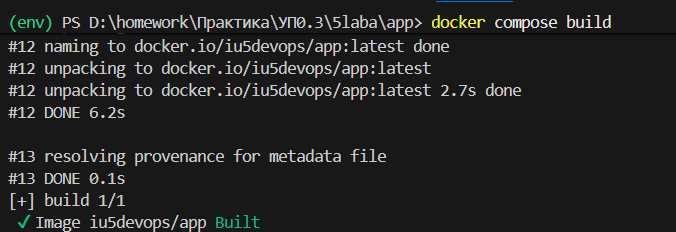 (env) PS D:\homework\Практика\УП0.3\5laba\app> docker compose build
#12 naming to docker.io/iu5devops/app:latest done
#12 unpacking to docker.io/iu5devops/app:latest
#12 unpacking to docker.io/iu5devops/app:latest 2.7s done
#12 DONE 6.2s
#13 resolving provenance for metadata file
#13 DONE 0.1s
[+] build 1/1
✓ Image iu5devops/app Built